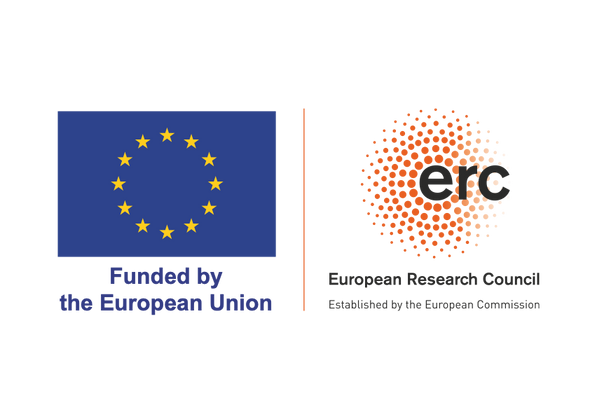 Funded by
the European Union
erc
European Research Council
Established by the European Commission